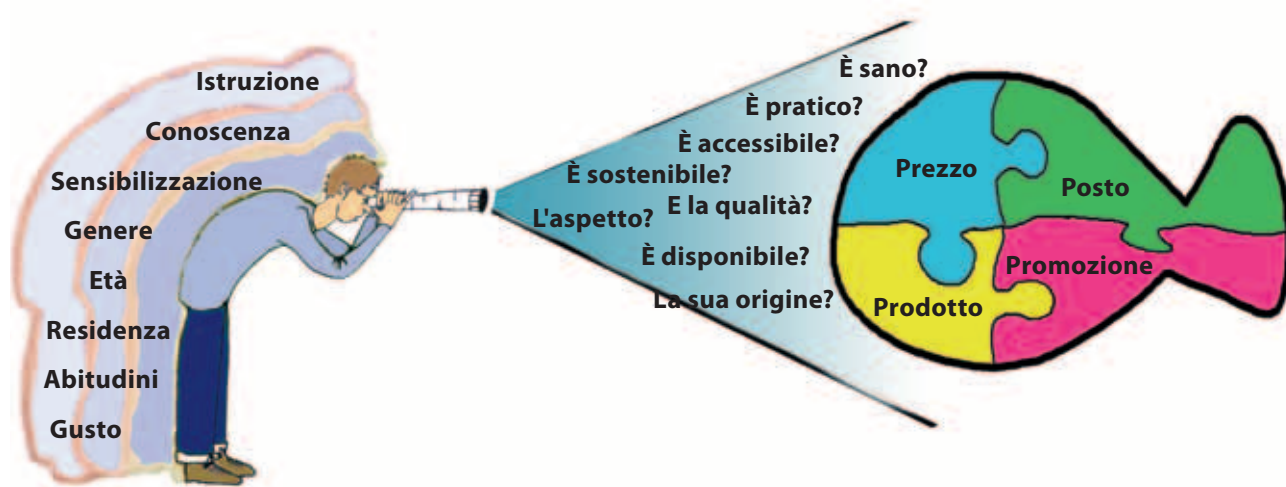 Istruzione
Conoscenza
Sensibilizzazione
Genere
Età
Residenza
Abitudini
Gusto
È sano?
È pratico?
È accessibile?
È sostenibile?
E la qualità?
L'aspetto?
È disponibile?
La sua origine?
Prezzo
Posto
Prodotto
Promozione